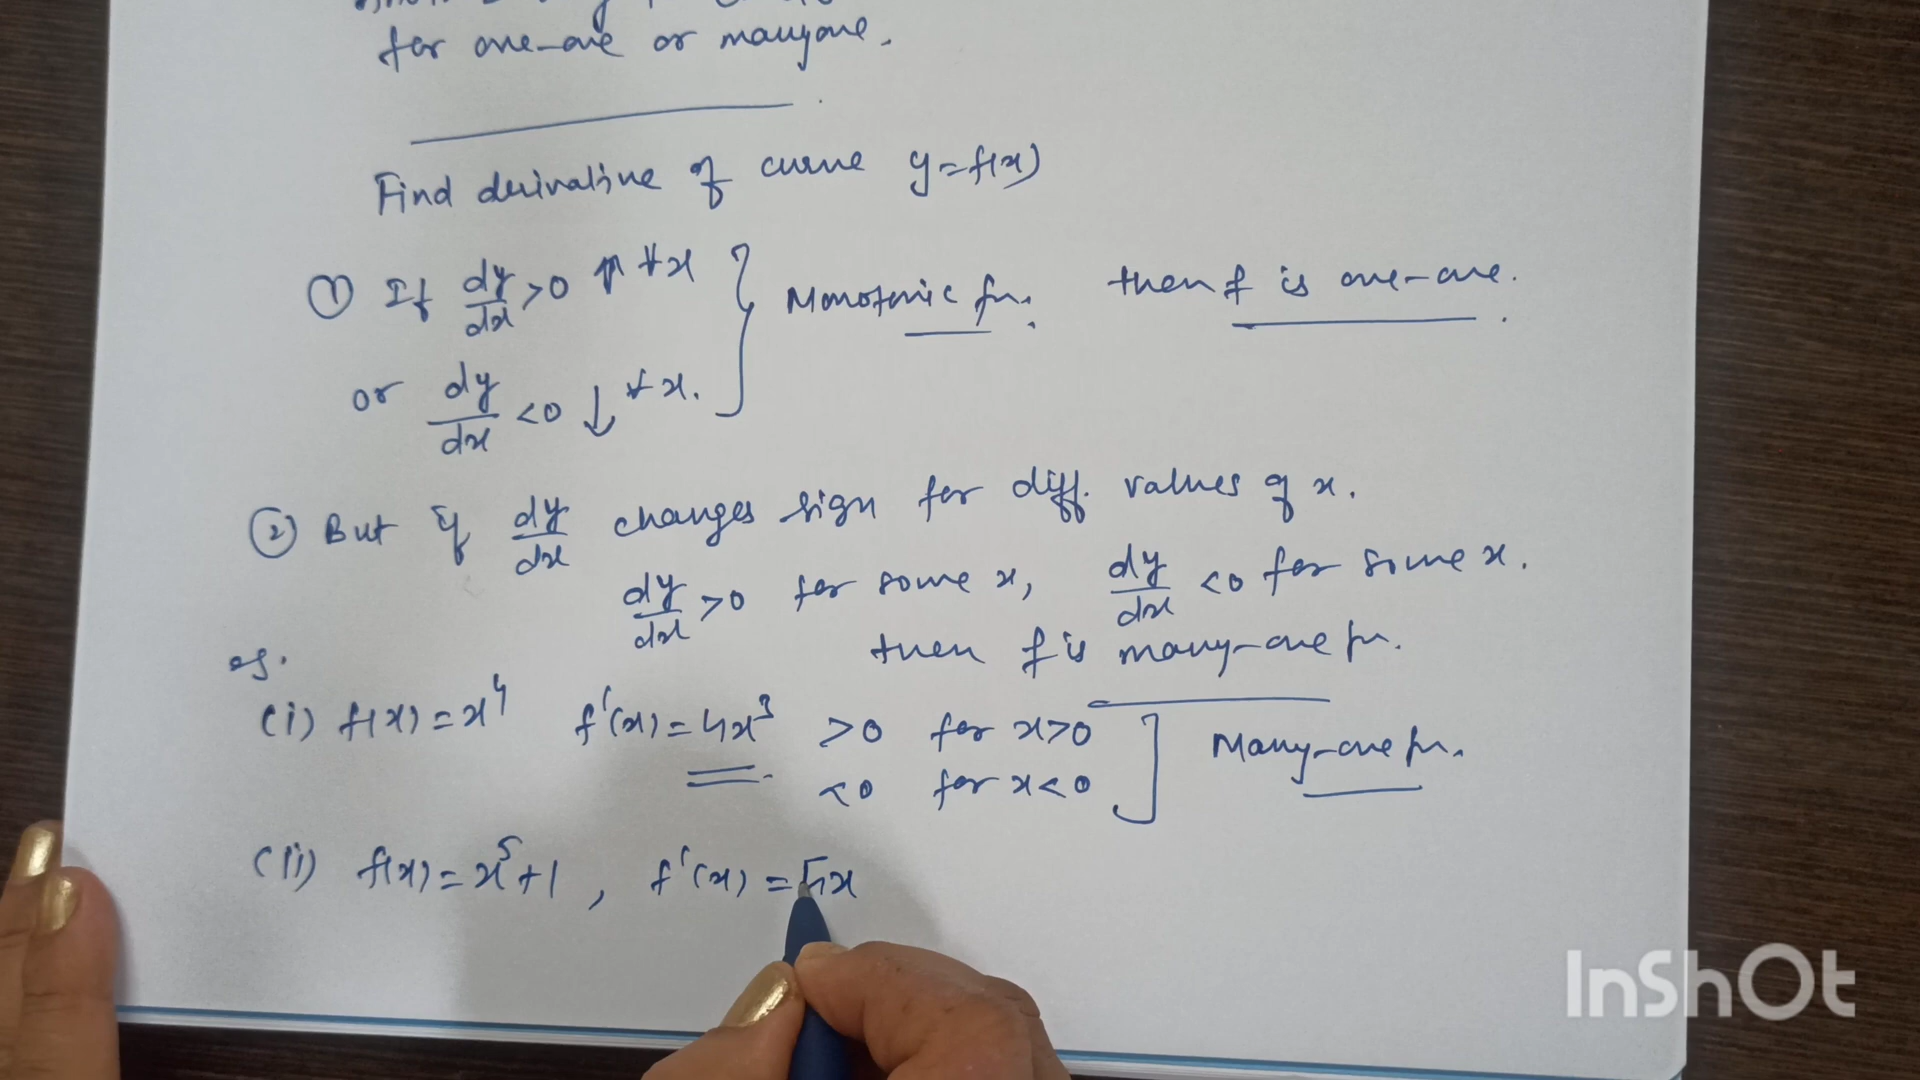 for one-one or manyone.
Find derivative of curve y=f(x)
① If dy/dx >0 ↑ ∀x } Monotonic fn. then f is one-one.
or dy/dx <0 ↓ ∀x.
② But if dy/dx changes sign for diff. values of x.
dy/dx >0 for some x, dy/dx <0 for some x.
then f is many-one fn.
eg.
(i) f(x)=x⁴ f'(x)=4x³ >0 for x>0 ] Many-one fn.
<0 for x<0
(ii) f(x)=x⁵+1, f'(x)=5x
InShOt